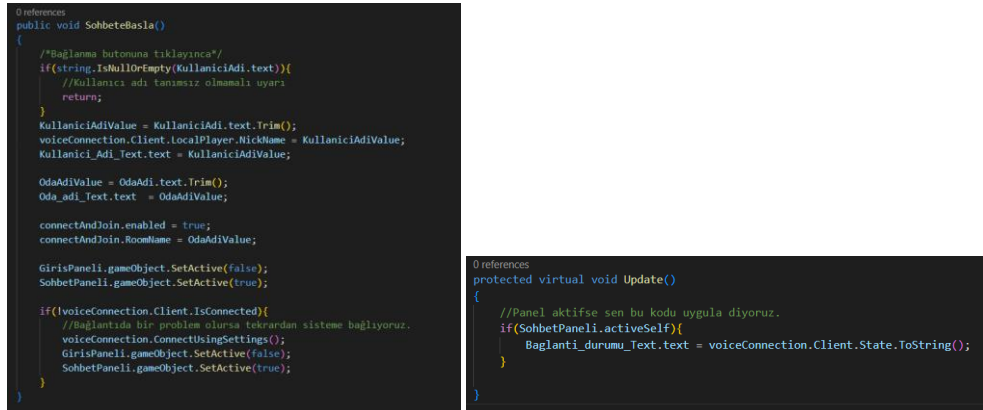 0 references
public void SohbeteBasla()
{
/*Bağlanma butonuna tıklayınca*/
if(string.IsNullOrEmpty(KullaniciAdi.text)){
//Kullanıcı adı tanımsız olmamalı uyarı
return;
}
KullaniciAdiValue = KullaniciAdi.text.Trim();
voiceConnection.Client.LocalPlayer.NickName = KullaniciAdiValue;
Kullanici_Adi_Text.text = KullaniciAdiValue;
OdaAdiValue = OdaAdi.text.Trim();
Oda_adi_Text.text = OdaAdiValue;
connectAndJoin.enabled = true;
connectAndJoin.RoomName = OdaAdiValue;
GirisPaneli.gameObject.SetActive(false);
SohbetPaneli.gameObject.SetActive(true);
if(!voiceConnection.Client.IsConnected){
//Bağlantıda bir problem olursa tekrardan sisteme bağlıyoruz.
voiceConnection.ConnectUsingSettings();
GirisPaneli.gameObject.SetActive(false);
SohbetPaneli.gameObject.SetActive(true);
}
}
0 references
protected virtual void Update()
{
//Panel aktifse sen bu kodu uygula diyoruz.
if(SohbetPaneli.activeSelf){
Baglanti_durumu_Text.text = voiceConnection.Client.State.ToString();
}
}